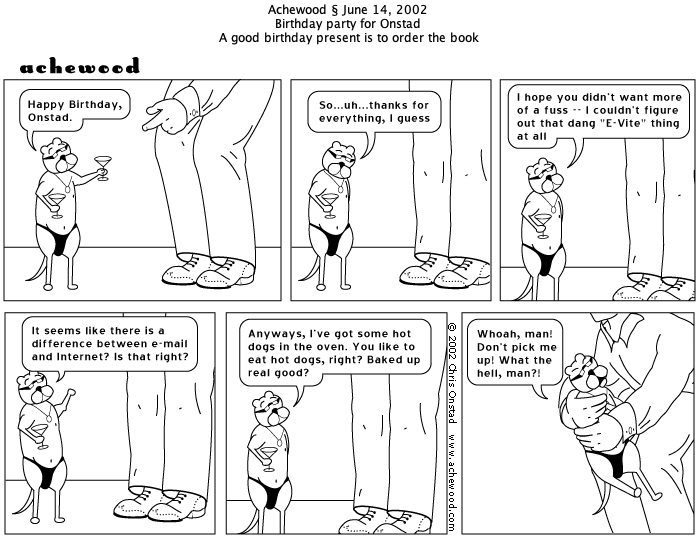 Achewood § June 14, 2002
Birthday party for Onstad
A good birthday present is to order the book
achewood
Happy Birthday,
Onstad.
So...uh...thanks for
everything, I guess
I hope you didn't want more
of a fuss -- I couldn't figure
out that dang "E-Vite" thing
at all
It seems like there is a
difference between e-mail
and Internet? Is that right?
Anyways, I've got some hot
dogs in the oven. You like to
eat hot dogs, right? Baked up
real good?
© 2002 Chris Onstad www.achewood.com
Whoah, man!
Don't pick me
up! What the
hell, man?!